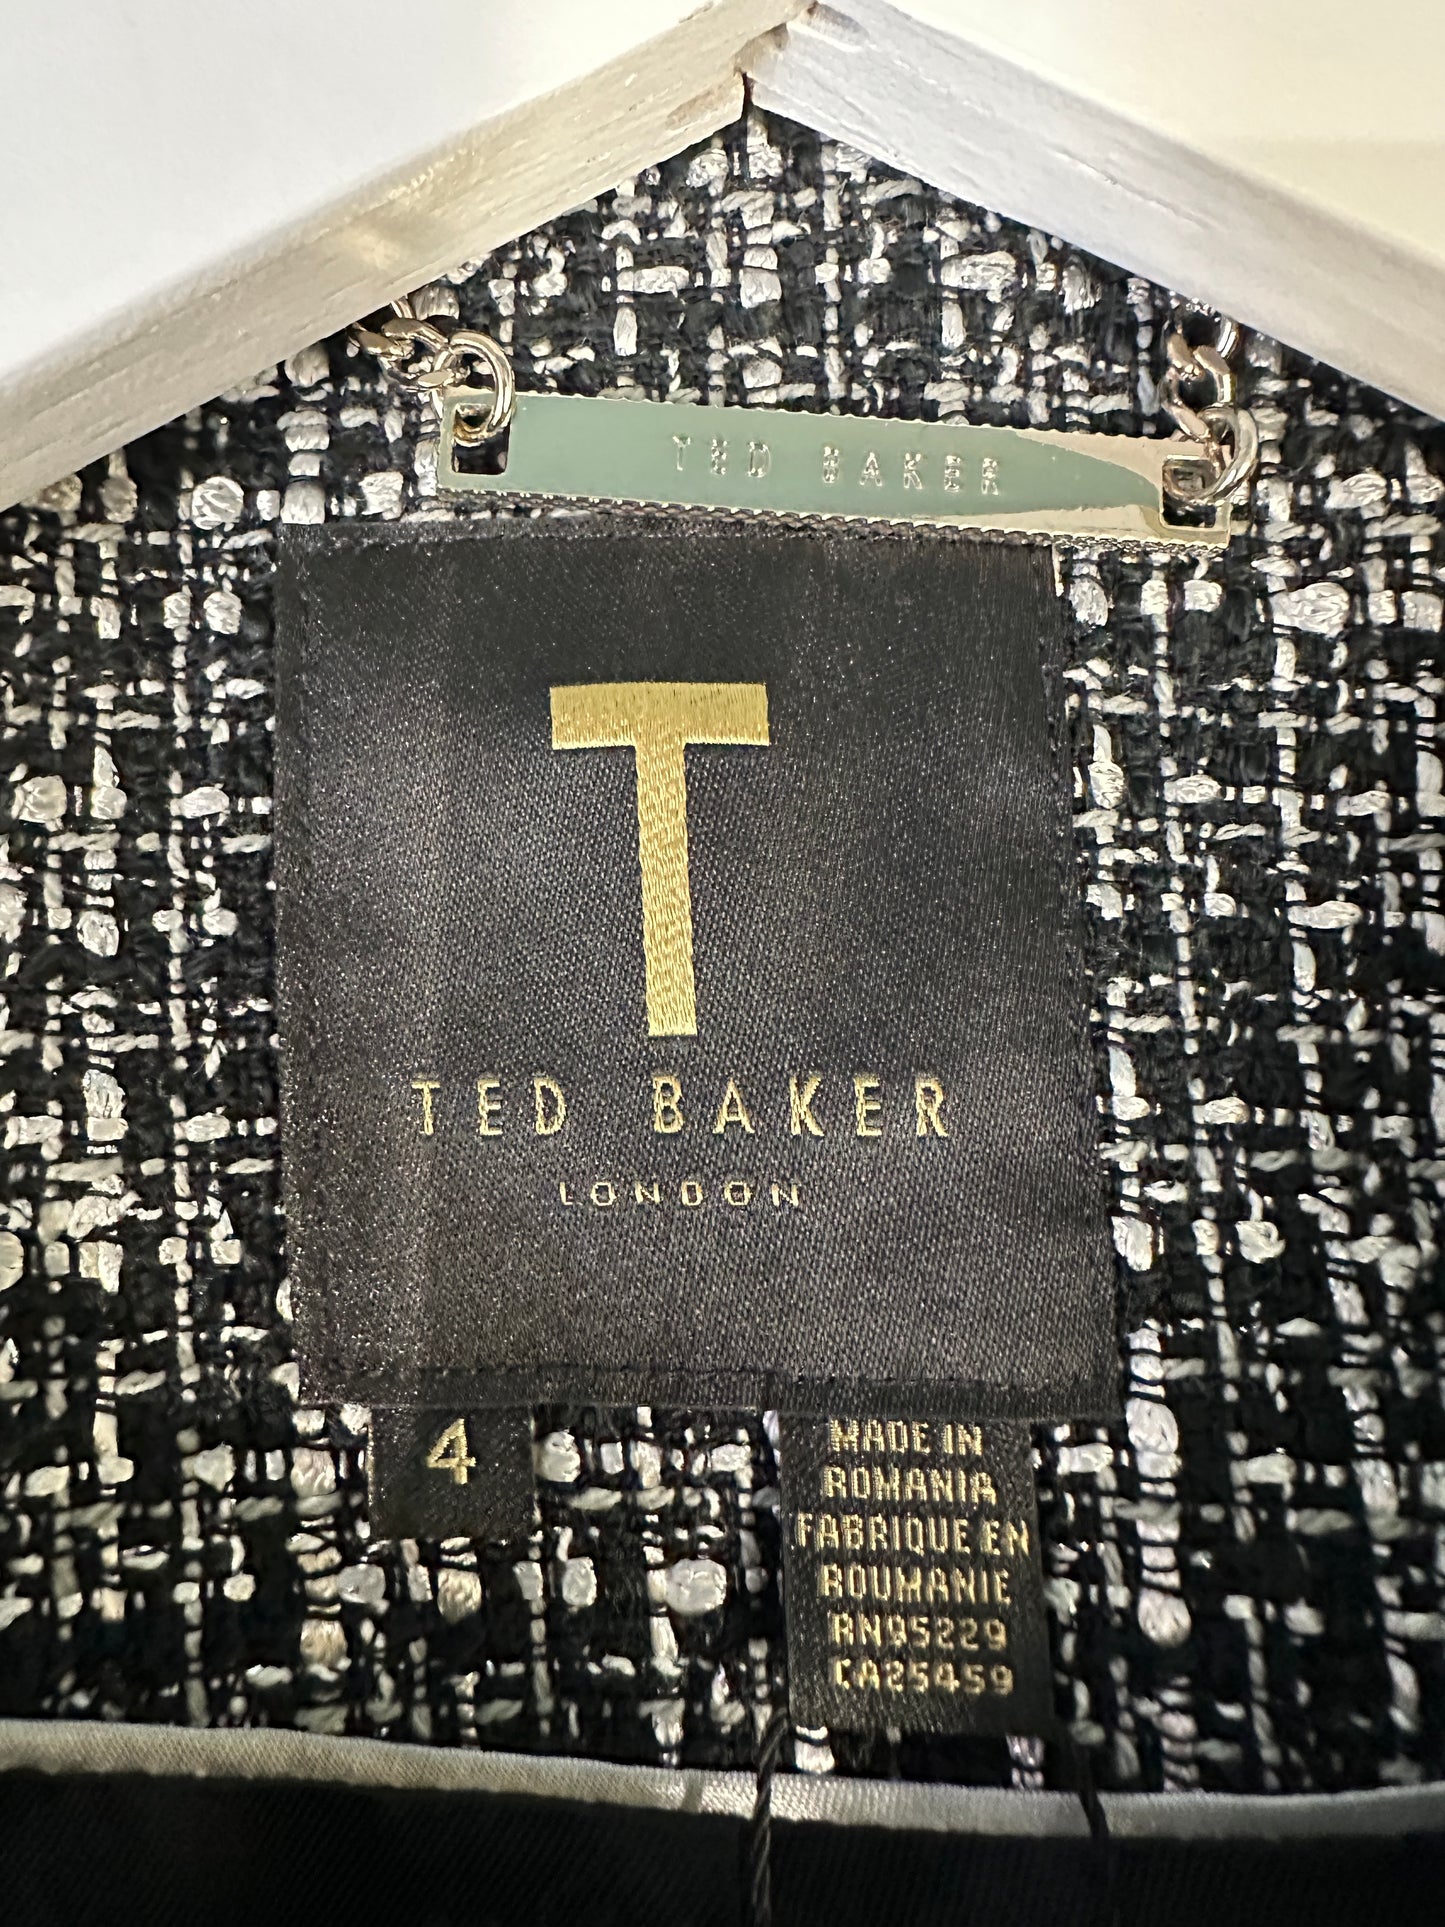 TED BAKER
T
TED BAKER
LONDON
4
MADE IN
ROMANIA
FABRIQUE EN
ROUMANIE
RN95229
CA25459